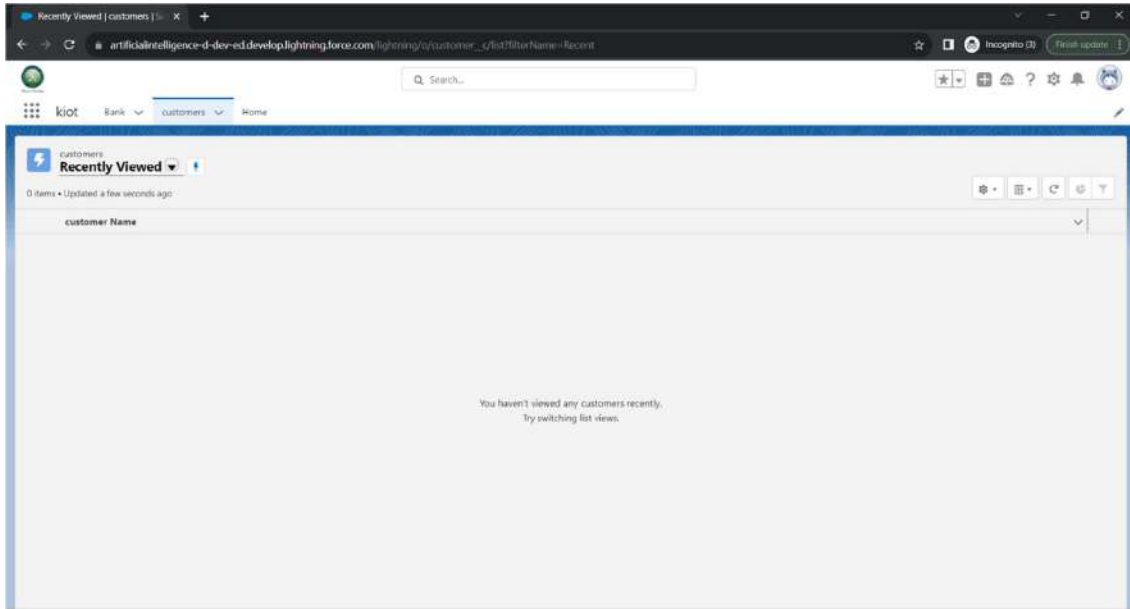 Recently Viewed | customers | S
artificialintelligence-d-dev-ed.develop.lightning.force.com/lightning/o/customer__c/list?filterName=Recent
Incognito (3)
Finish update
Search...
kiot
Bank
customers
Home
customers
Recently Viewed
0 items • Updated a few seconds ago
customer Name
You haven't viewed any customers recently.
Try switching list views.